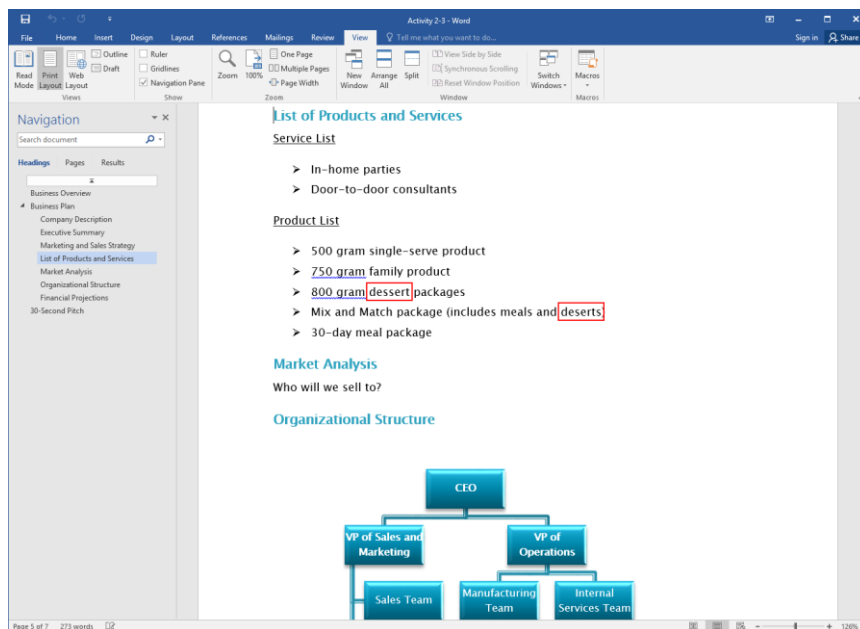 Activity 2-3 - Word
File Home Insert Design Layout References Mailings Review View Tell me what you want to do... Sign in Share
Read Mode
Print Layout
Web Layout
Outline
Draft
Views
Ruler
Gridlines
Navigation Pane
Show
Zoom
100%
One Page
Multiple Pages
Page Width
Zoom
New Window
Arrange All
Split
View Side by Side
Synchronous Scrolling
Reset Window Position
Window
Switch Windows
Macros
Macros
Navigation
Search document
Headings Pages Results
Business Overview
Business Plan
Company Description
Executive Summary
Marketing and Sales Strategy
List of Products and Services
Market Analysis
Organizational Structure
Financial Projections
30-Second Pitch
List of Products and Services
Service List
➢ In-home parties
➢ Door-to-door consultants
Product List
➢ 500 gram single-serve product
➢ 750 gram family product
➢ 800 gram dessert packages
➢ Mix and Match package (includes meals and deserts)
➢ 30-day meal package
Market Analysis
Who will we sell to?
Organizational Structure
CEO
VP of Sales and
Marketing
VP of
Operations
Sales Team
Manufacturing
Team
Internal
Services Team
Page 5 of 7 273 words
126%